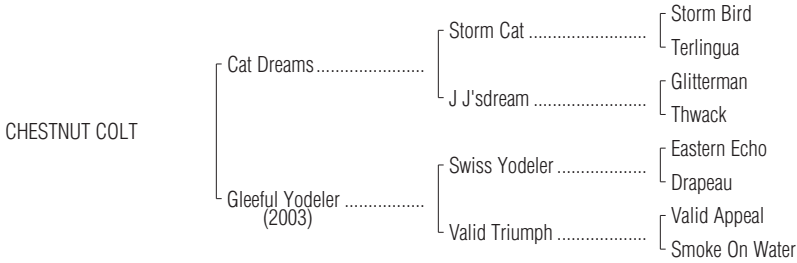 Storm Bird
Storm Cat ..........................
Terlingua
Cat Dreams........................
Glitterman
J J'sdream .........................
Thwack
CHESTNUT COLT
Eastern Echo
Swiss Yodeler ....................
Drapeau
Gleeful Yodeler ..................
(2003)
Valid Appeal
Valid Triumph ....................
Smoke On Water